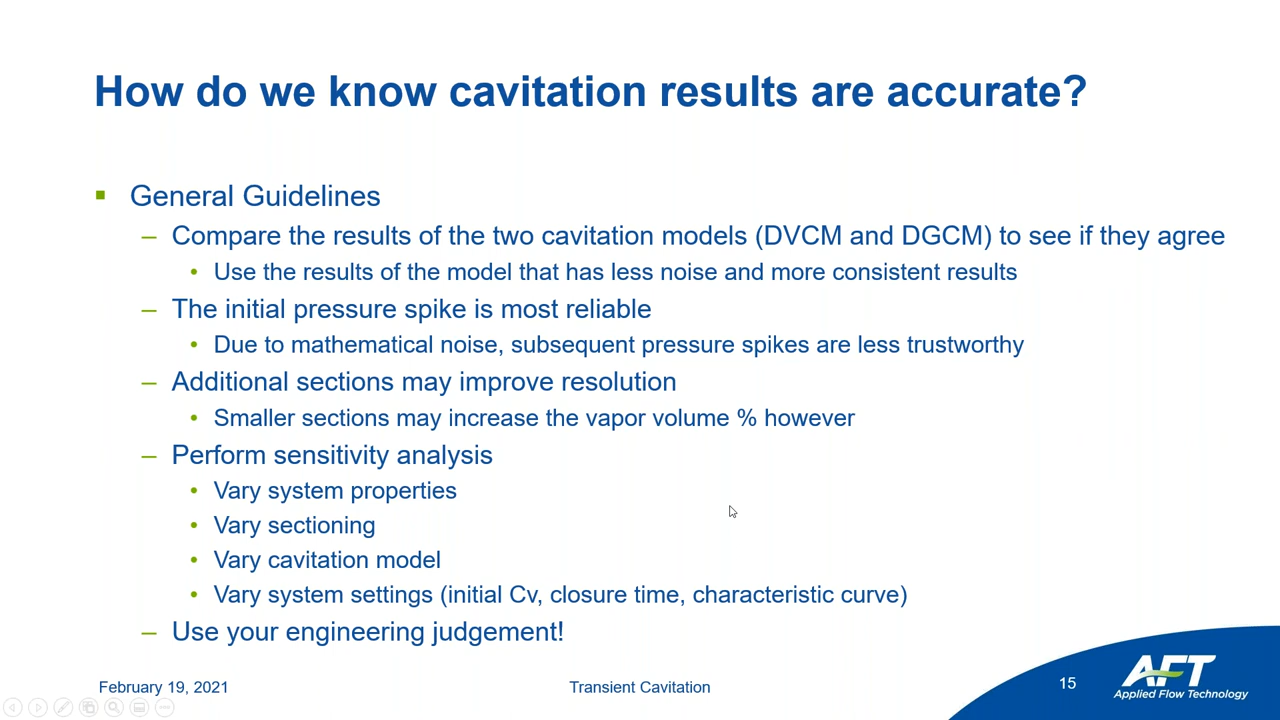 How do we know cavitation results are accurate?
▪ General Guidelines
– Compare the results of the two cavitation models (DVCM and DGCM) to see if they agree
• Use the results of the model that has less noise and more consistent results
– The initial pressure spike is most reliable
• Due to mathematical noise, subsequent pressure spikes are less trustworthy
– Additional sections may improve resolution
• Smaller sections may increase the vapor volume % however
– Perform sensitivity analysis
• Vary system properties
• Vary sectioning
• Vary cavitation model
• Vary system settings (initial Cv, closure time, characteristic curve)
– Use your engineering judgement!
February 19, 2021
Transient Cavitation
15
AFT
Applied Flow Technology